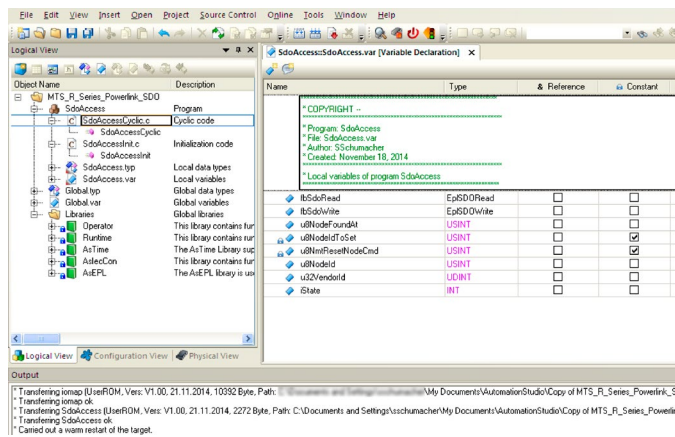 File Edit View Insert Open Project Source Control Online Tools Window Help
Logical View
SdoAccess::SdoAccess.var [Variable Declaration]
Object Name Description
MTS_R_Series_Powerlink_SDO
SdoAccess Program
SdoAccessCyclic.c Cyclic code
SdoAccessCyclic
SdoAccessInit.c Initialization code
SdoAccessInit
SdoAccess.typ Local data types
SdoAccess.var Local variables
Global.typ Global data types
Global.var Global variables
Libraries Global libraries
Operator This library contains fur
Runtime This library contains fur
AsTime The AsTime Library sup
AsIecCon This library contains fur
AsEPL The AsEPL library is us
Name Type & Reference Constant
* COPYRIGHT --
* Program: SdoAccess
* File: SdoAccess.var
* Author: SSchumacher
* Created: November 18, 2014
* Local variables of program SdoAccess
fbSdoRead EplSDORead
fbSdoWrite EplSDOWrite
u8NodeFoundAt USINT
u8NodeIdToSet USINT
u8NmtResetNodeCmd USINT
u8NodeId USINT
u32VendorId UDINT
iState INT
Logical View Configuration View Physical View
Output
* Transferring iomap (UserROM, Vers: V1.00, 21.11.2014, 10392 Byte, Path: \My Documents\AutomationStudio\Copy of MTS_R_Series_Powerlink_S
* Transferring iomap ok
* Transferring SdoAccess (UserROM, Vers: V1.00, 21.11.2014, 2272 Byte, Path: C:\Documents and Settings\sschumacher\My Documents\AutomationStudio\Copy of MTS_R_Series_Powerli
* Transferring SdoAccess ok
* Carried out a warm restart of the target.